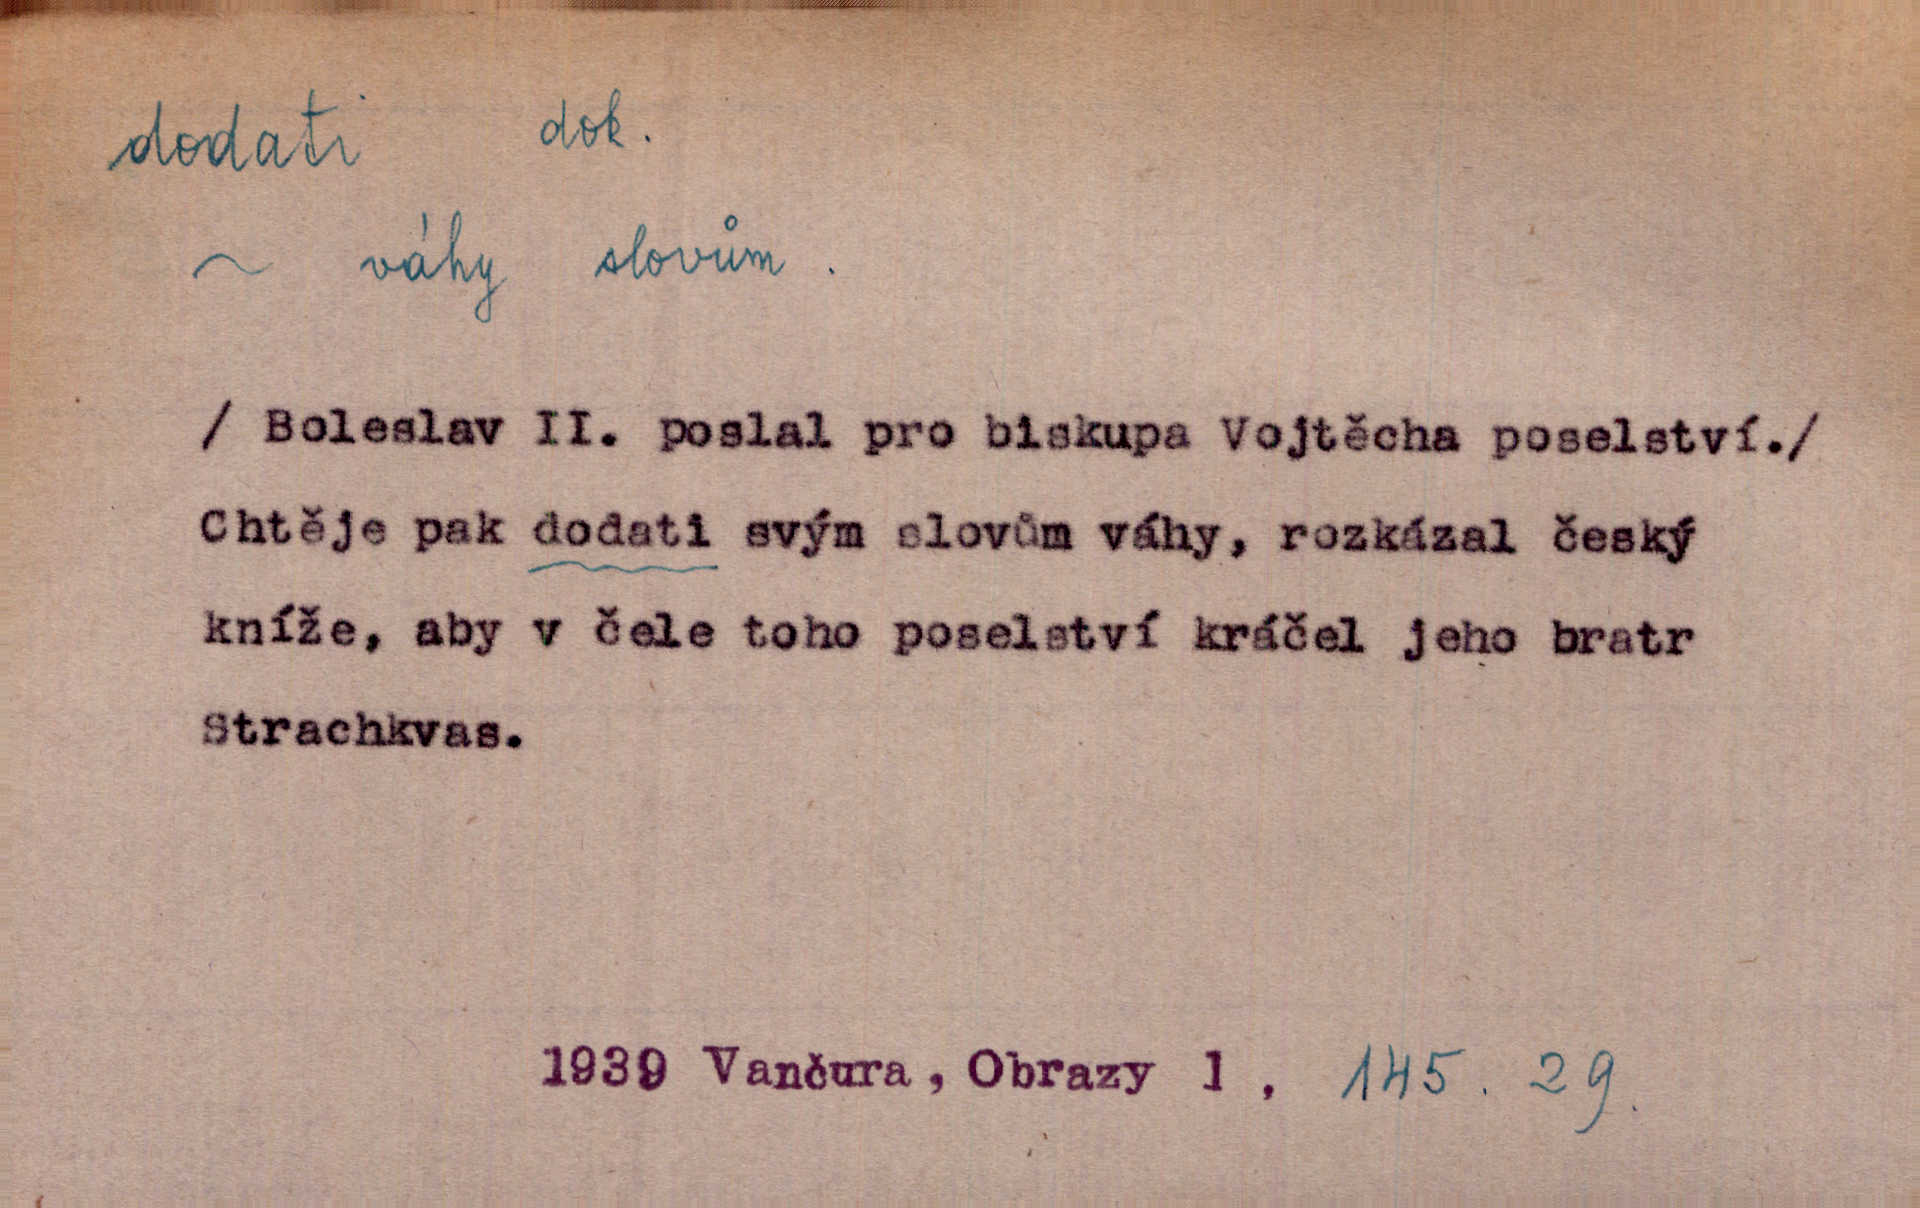 dodati dok.
~ váhy slovům.
/ Boleslav II. poslal pro biskupa Vojtěcha poselství./
Chtěje pak dodati svým slovům váhy, rozkázal český
kníže, aby v čele toho poselství kráčel jeho bratr
Strachkvas.
1939 Vančura, Obrazy 1, 145. 29.